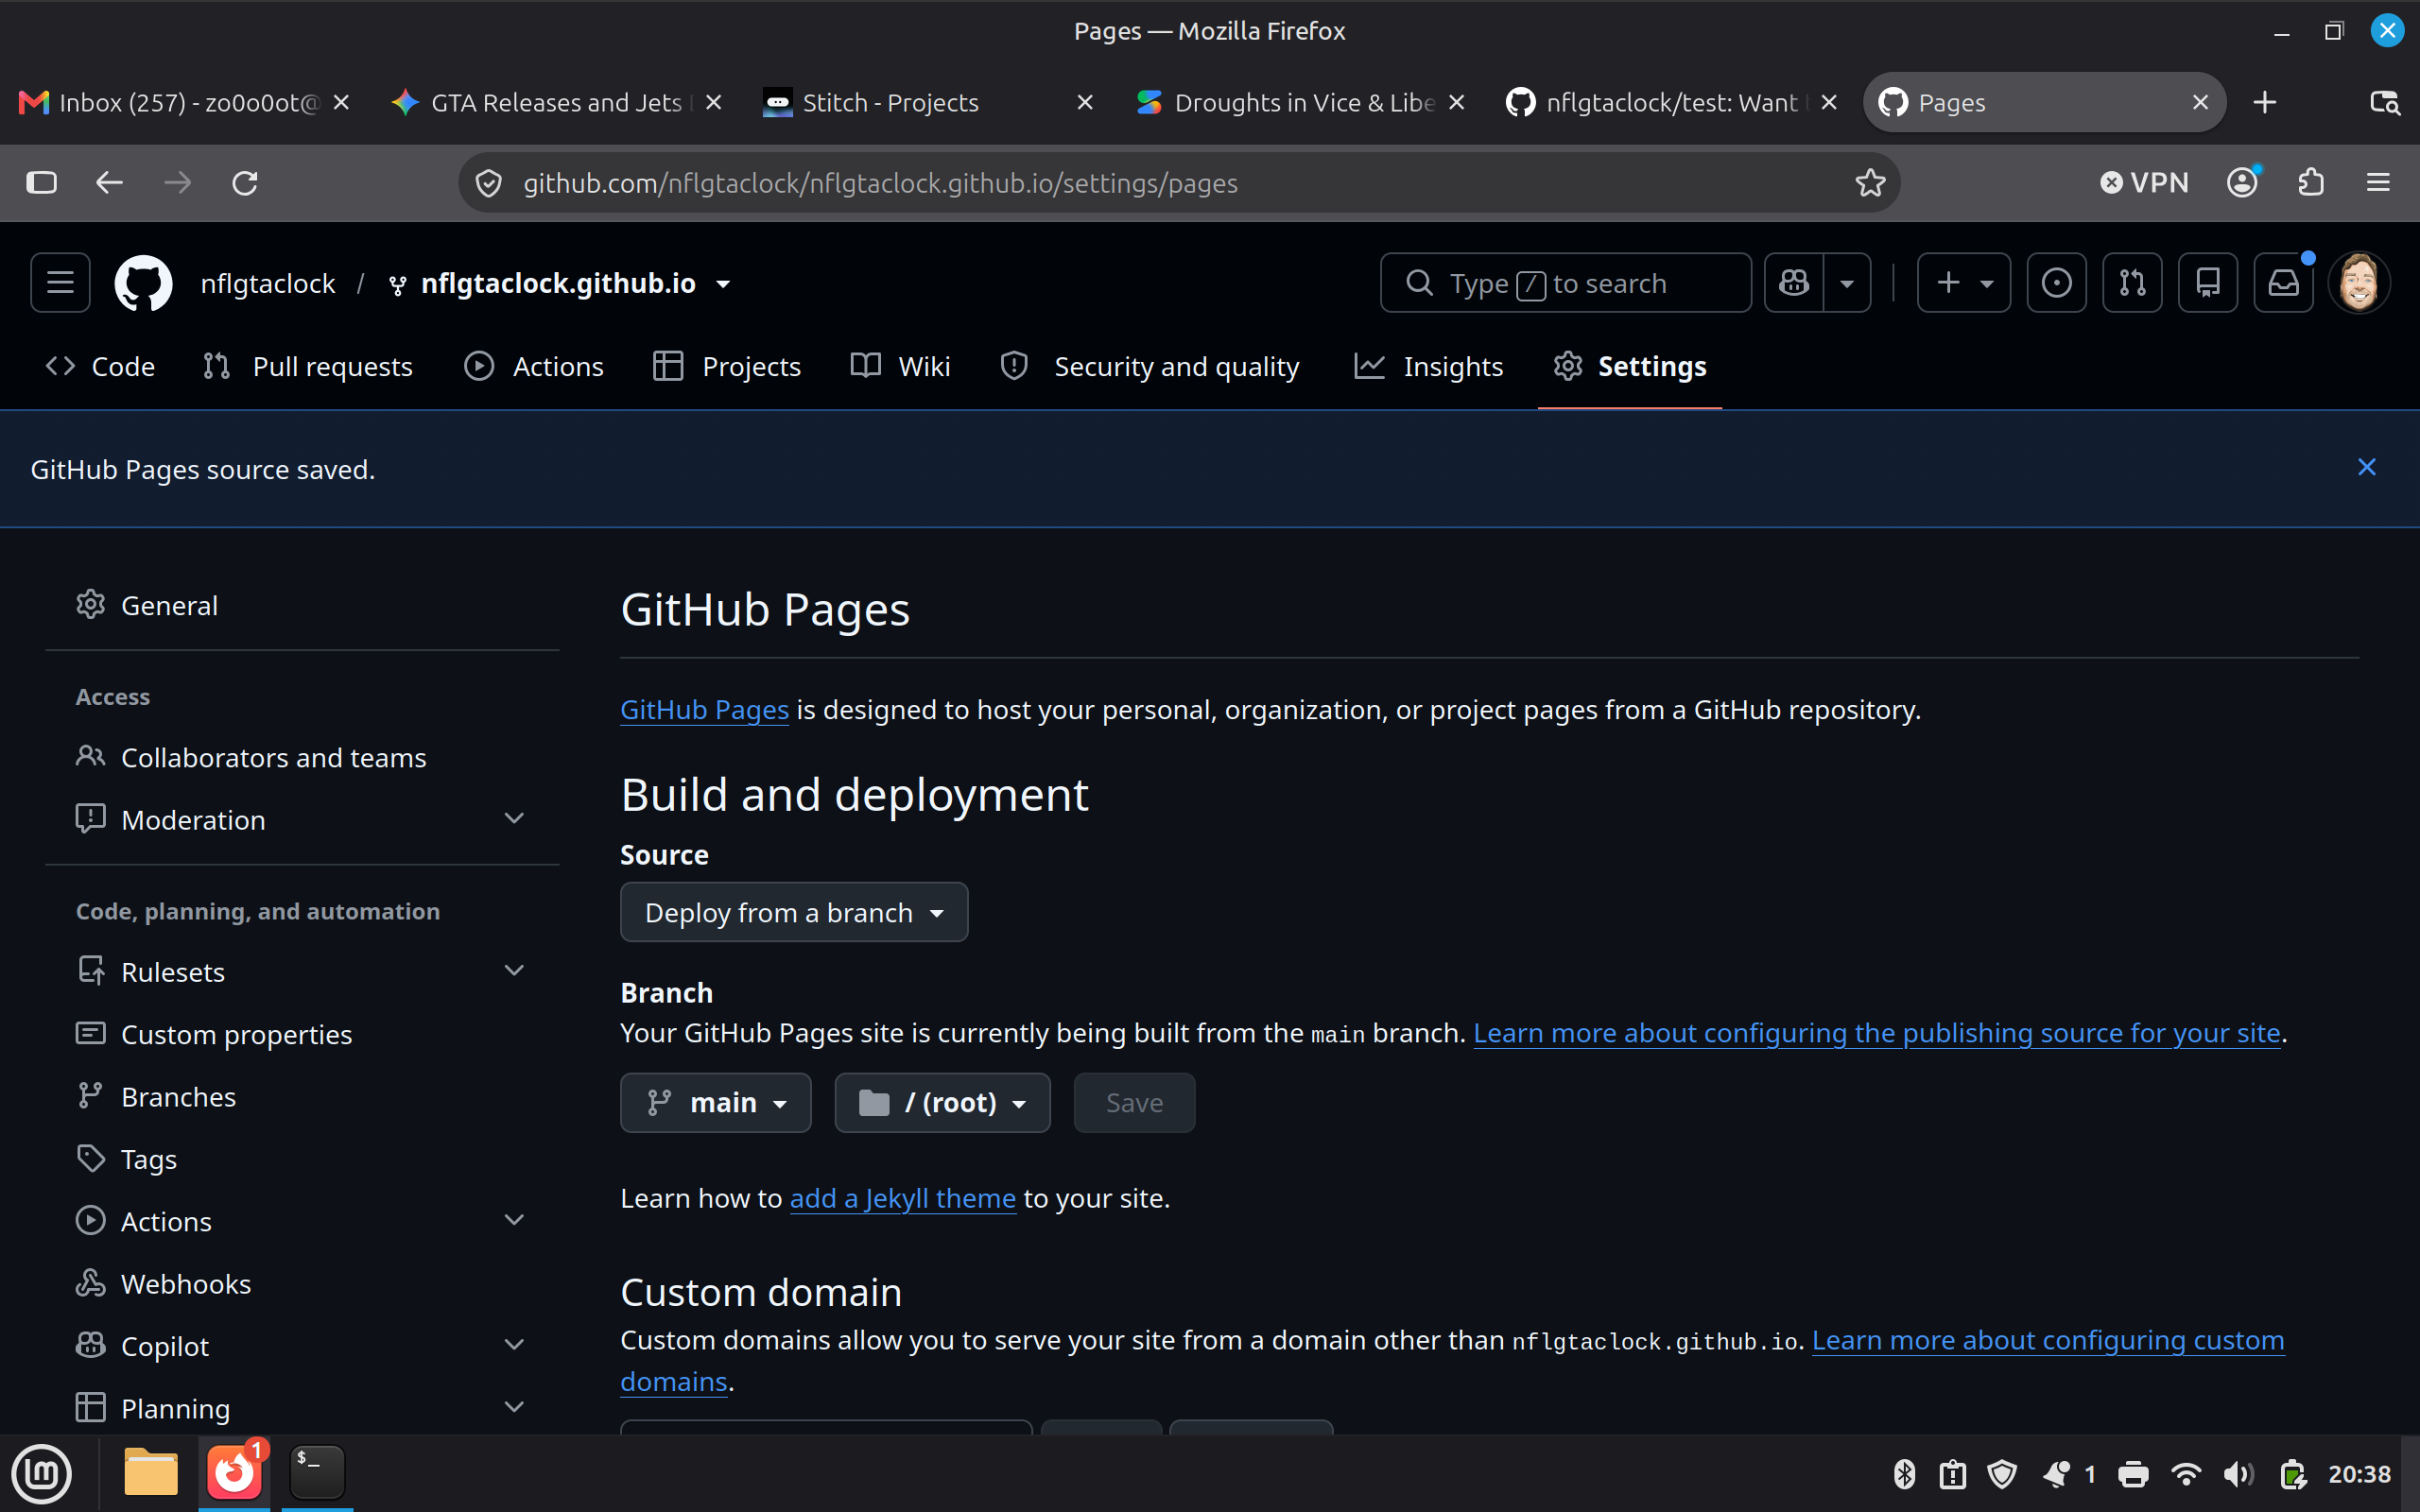 Pages — Mozilla Firefox
Inbox (257) - zo0o0ot@
GTA Releases and Jets
Stitch - Projects
Droughts in Vice & Libe
nflgtaclock/test: Want
Pages
github.com/nflgtaclock/nflgtaclock.github.io/settings/pages
VPN
nflgtaclock / nflgtaclock.github.io
Type / to search
Code
Pull requests
Actions
Projects
Wiki
Security and quality
Insights
Settings
GitHub Pages source saved.
General
Access
Collaborators and teams
Moderation
Code, planning, and automation
Rulesets
Custom properties
Branches
Tags
Actions
Webhooks
Copilot
Planning
GitHub Pages
GitHub Pages is designed to host your personal, organization, or project pages from a GitHub repository.
Build and deployment
Source
Deploy from a branch
Branch
Your GitHub Pages site is currently being built from the main branch. Learn more about configuring the publishing source for your site.
main
/ (root)
Save
Learn how to add a Jekyll theme to your site.
Custom domain
Custom domains allow you to serve your site from a domain other than nflgtaclock.github.io. Learn more about configuring custom
domains.
1
$_
1
20:38